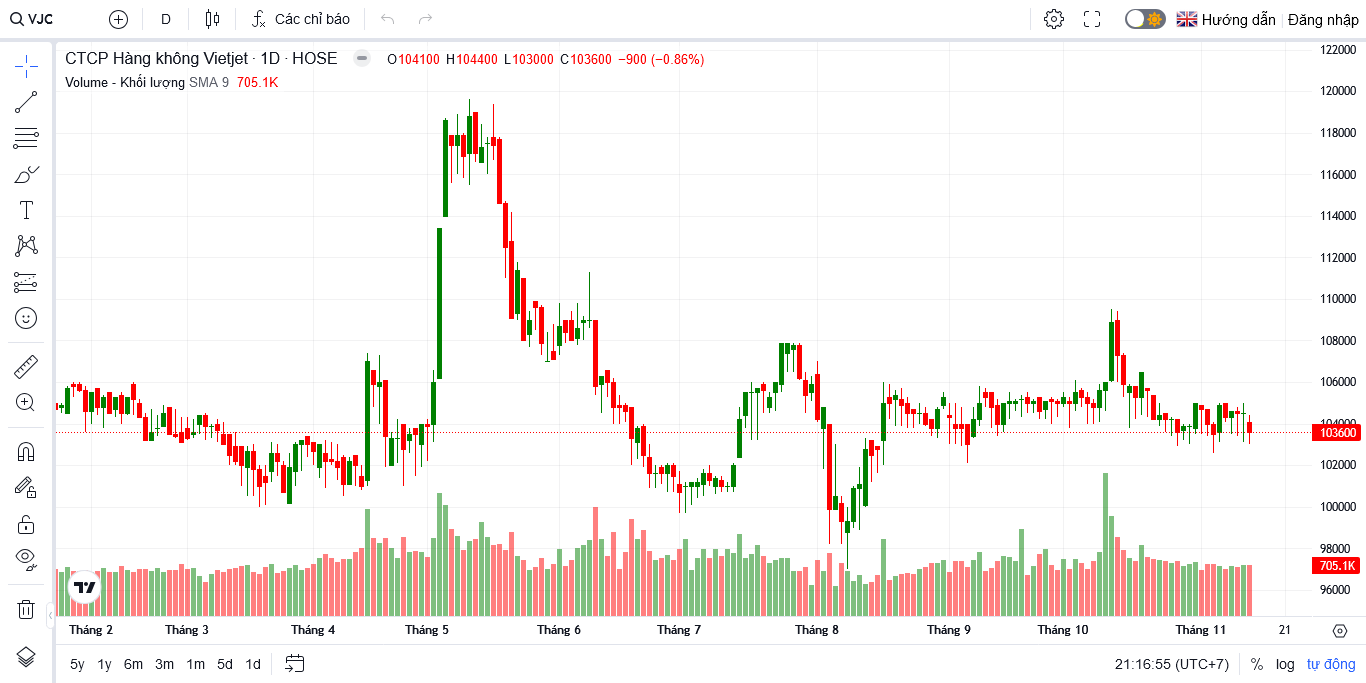 VJC D Các chỉ báo Hướng dẫn Đăng nhập
CTCP Hàng không Vietjet · 1D · HOSE O104100 H104400 L103000 C103600 −900 (−0.86%)
Volume - Khối lượng SMA 9 705.1K
122000
120000
118000
116000
114000
112000
110000
108000
106000
104000
103600
102000
100000
98000
705.1K
96000
Tháng 2 Tháng 3 Tháng 4 Tháng 5 Tháng 6 Tháng 7 Tháng 8 Tháng 9 Tháng 10 Tháng 11 21
5y 1y 6m 3m 1m 5d 1d 21:16:55 (UTC+7) % log tự động